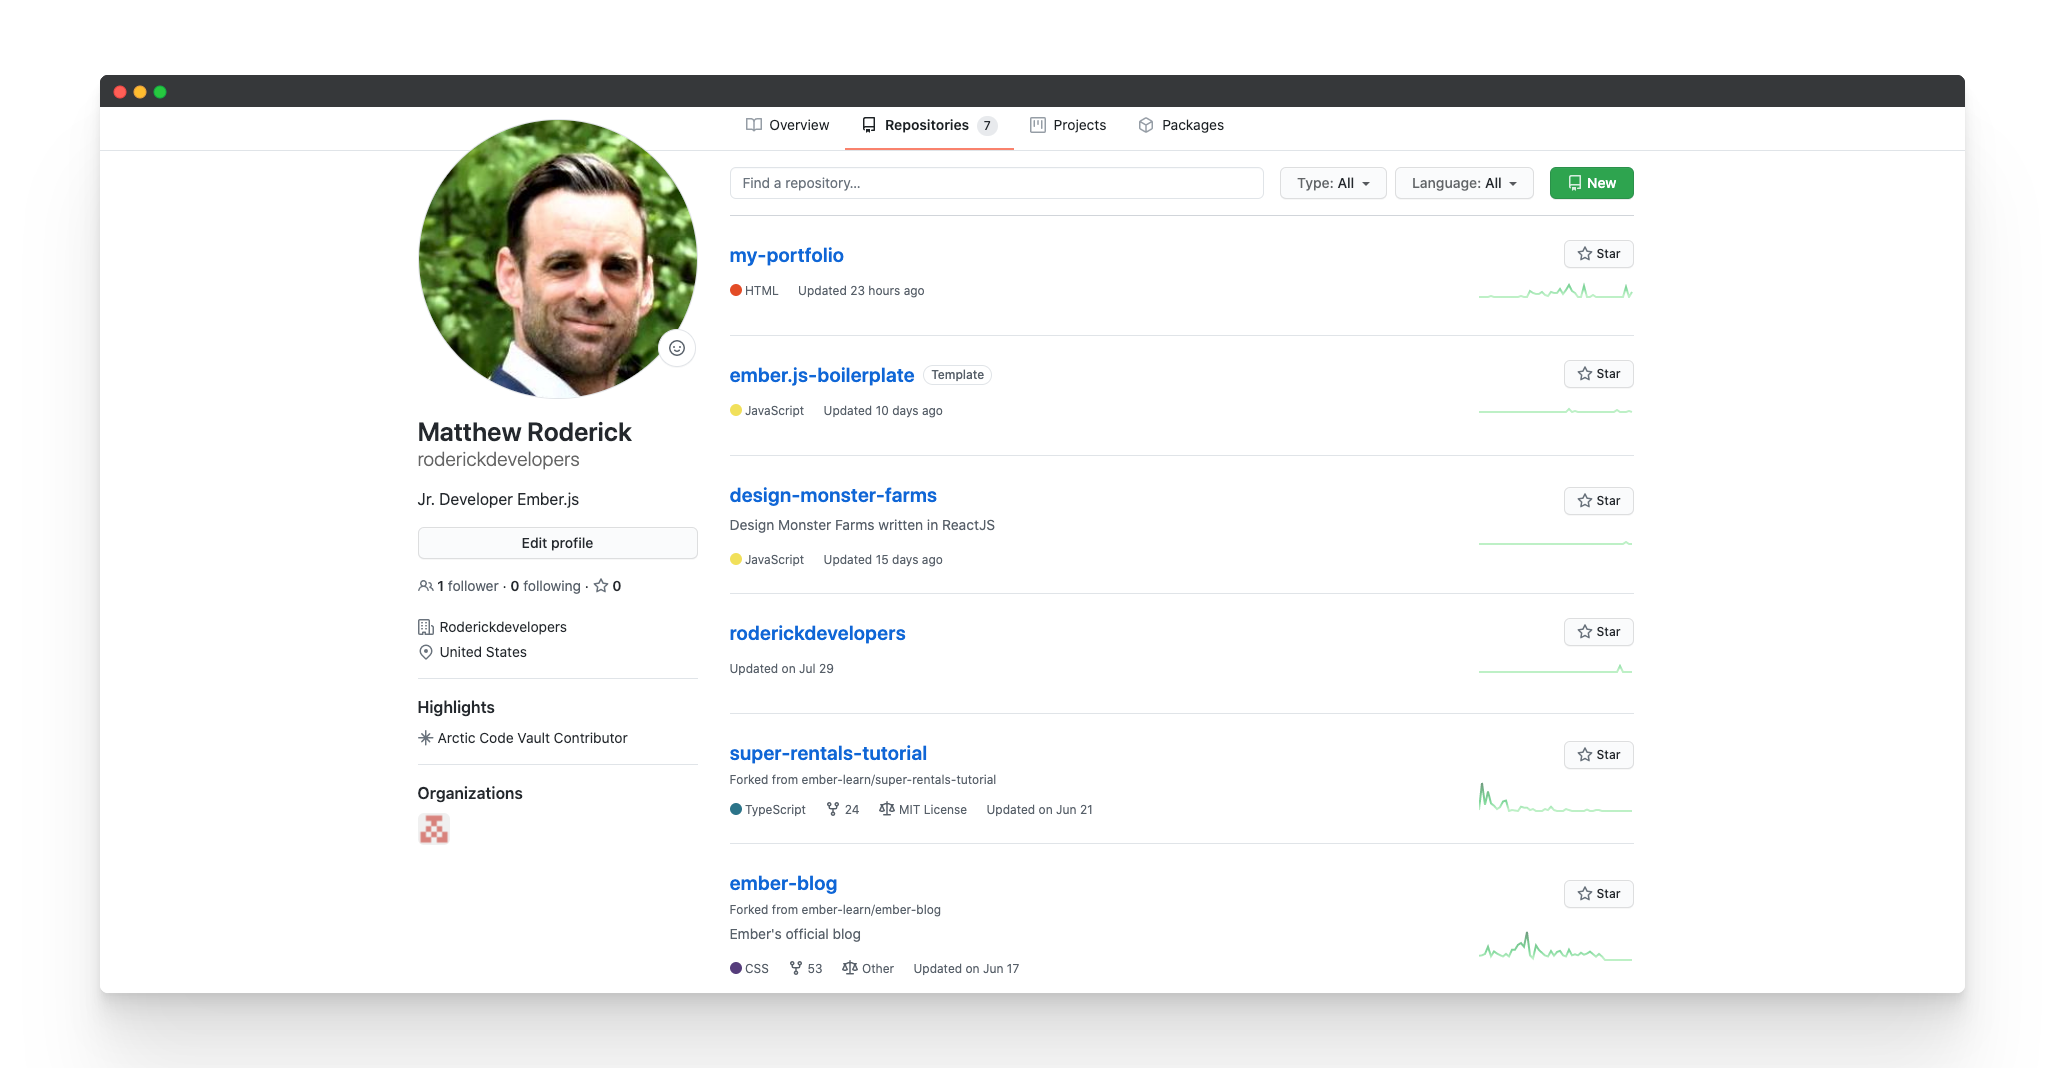 Overview Repositories 7 Projects Packages
Find a repository... Type: All Language: All New
Matthew Roderick
roderickdevelopers
Jr. Developer Ember.js
Edit profile
1 follower · 0 following · 0
Roderickdevelopers
United States
Highlights
Arctic Code Vault Contributor
Organizations
my-portfolio Star
HTML Updated 23 hours ago
ember.js-boilerplate Template Star
JavaScript Updated 10 days ago
design-monster-farms Star
Design Monster Farms written in ReactJS
JavaScript Updated 15 days ago
roderickdevelopers Star
Updated on Jul 29
super-rentals-tutorial Star
Forked from ember-learn/super-rentals-tutorial
TypeScript 24 MIT License Updated on Jun 21
ember-blog Star
Forked from ember-learn/ember-blog
Ember's official blog
CSS 53 Other Updated on Jun 17